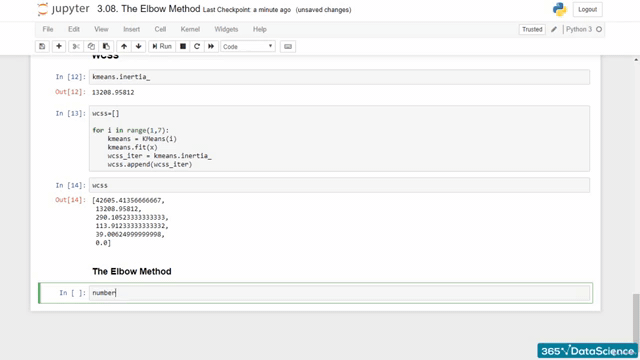 jupyter 3.08. The Elbow Method Last Checkpoint: a minute ago (unsaved changes) Logout
File Edit View Insert Cell Kernel Widgets Help Trusted Python 3
Run Code
WCSS
In [12]: kmeans.inertia_
Out[12]: 13208.95812
In [13]: wcss=[]
for i in range(1,7):
kmeans = KMeans(i)
kmeans.fit(x)
wcss_iter = kmeans.inertia_
wcss.append(wcss_iter)
In [14]: wcss
Out[14]: [42605.41356666667,
13208.95812,
290.10523333333333,
113.91233333333332,
39.00624999999998,
0.0]
The Elbow Method
In [ ]: number
365 DataScience